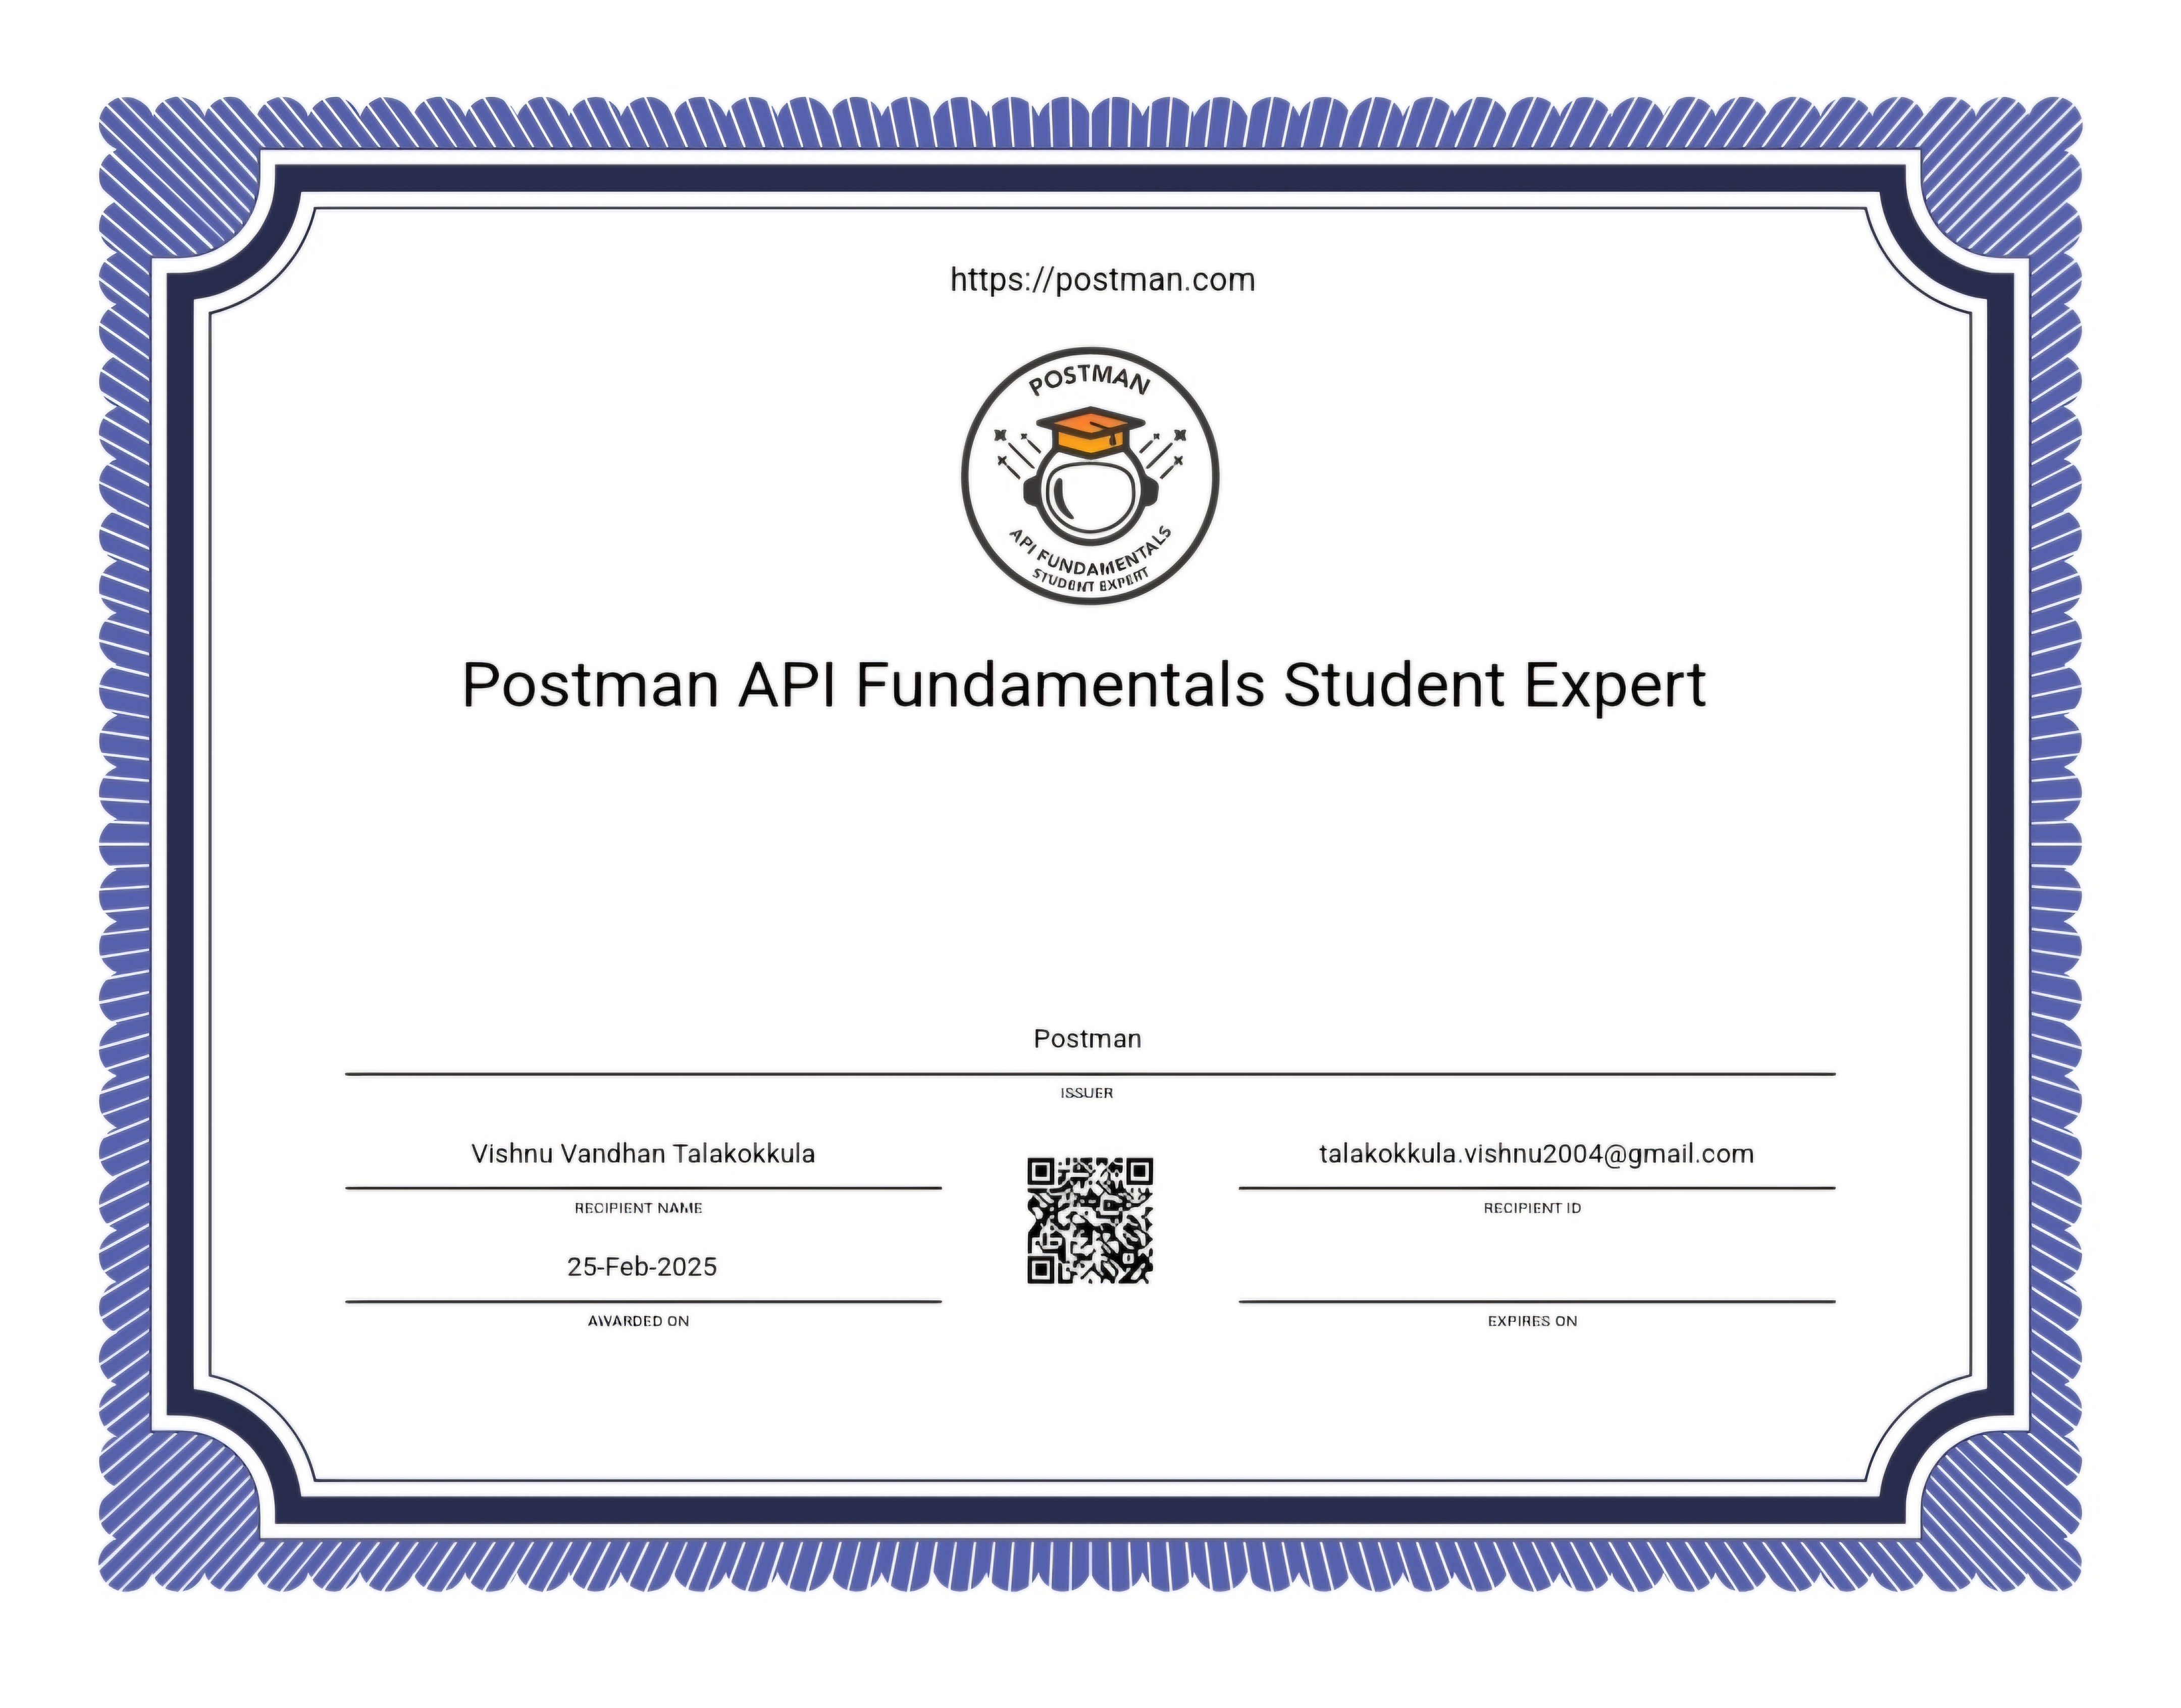 https://postman.com
POSTMAN
API FUNDAMENTALS
STUDENT EXPERT
Postman API Fundamentals Student Expert
Postman
ISSUER
Vishnu Vandhan Talakokkula
talakokkula.vishnu2004@gmail.com
RECIPIENT NAME
RECIPIENT ID
25-Feb-2025
AWARDED ON
EXPIRES ON